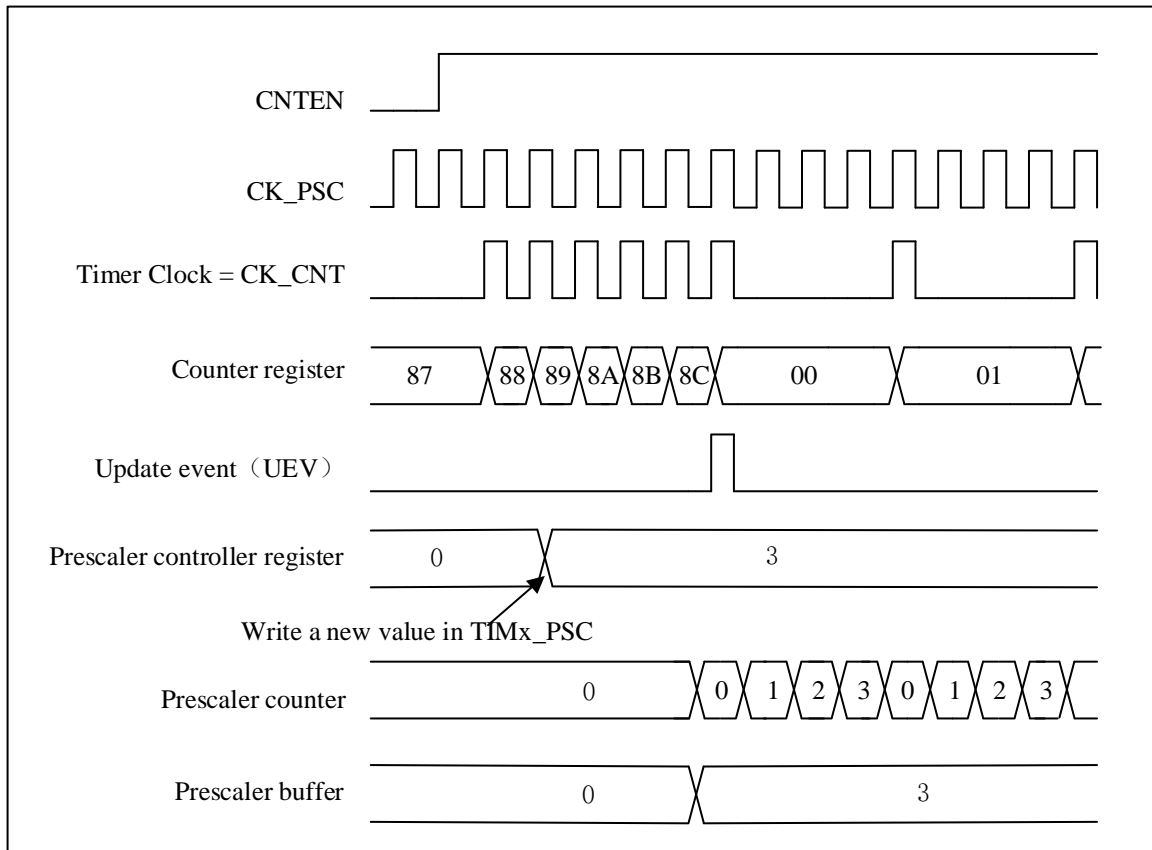 CNTEN
CK_PSC
Timer Clock = CK_CNT
Counter register 87 88 89 8A 8B 8C 00 01
Update event（UEV）
Prescaler controller register 0 3
Write a new value in TIMx_PSC
Prescaler counter 0 0 1 2 3 0 1 2 3
Prescaler buffer 0 3